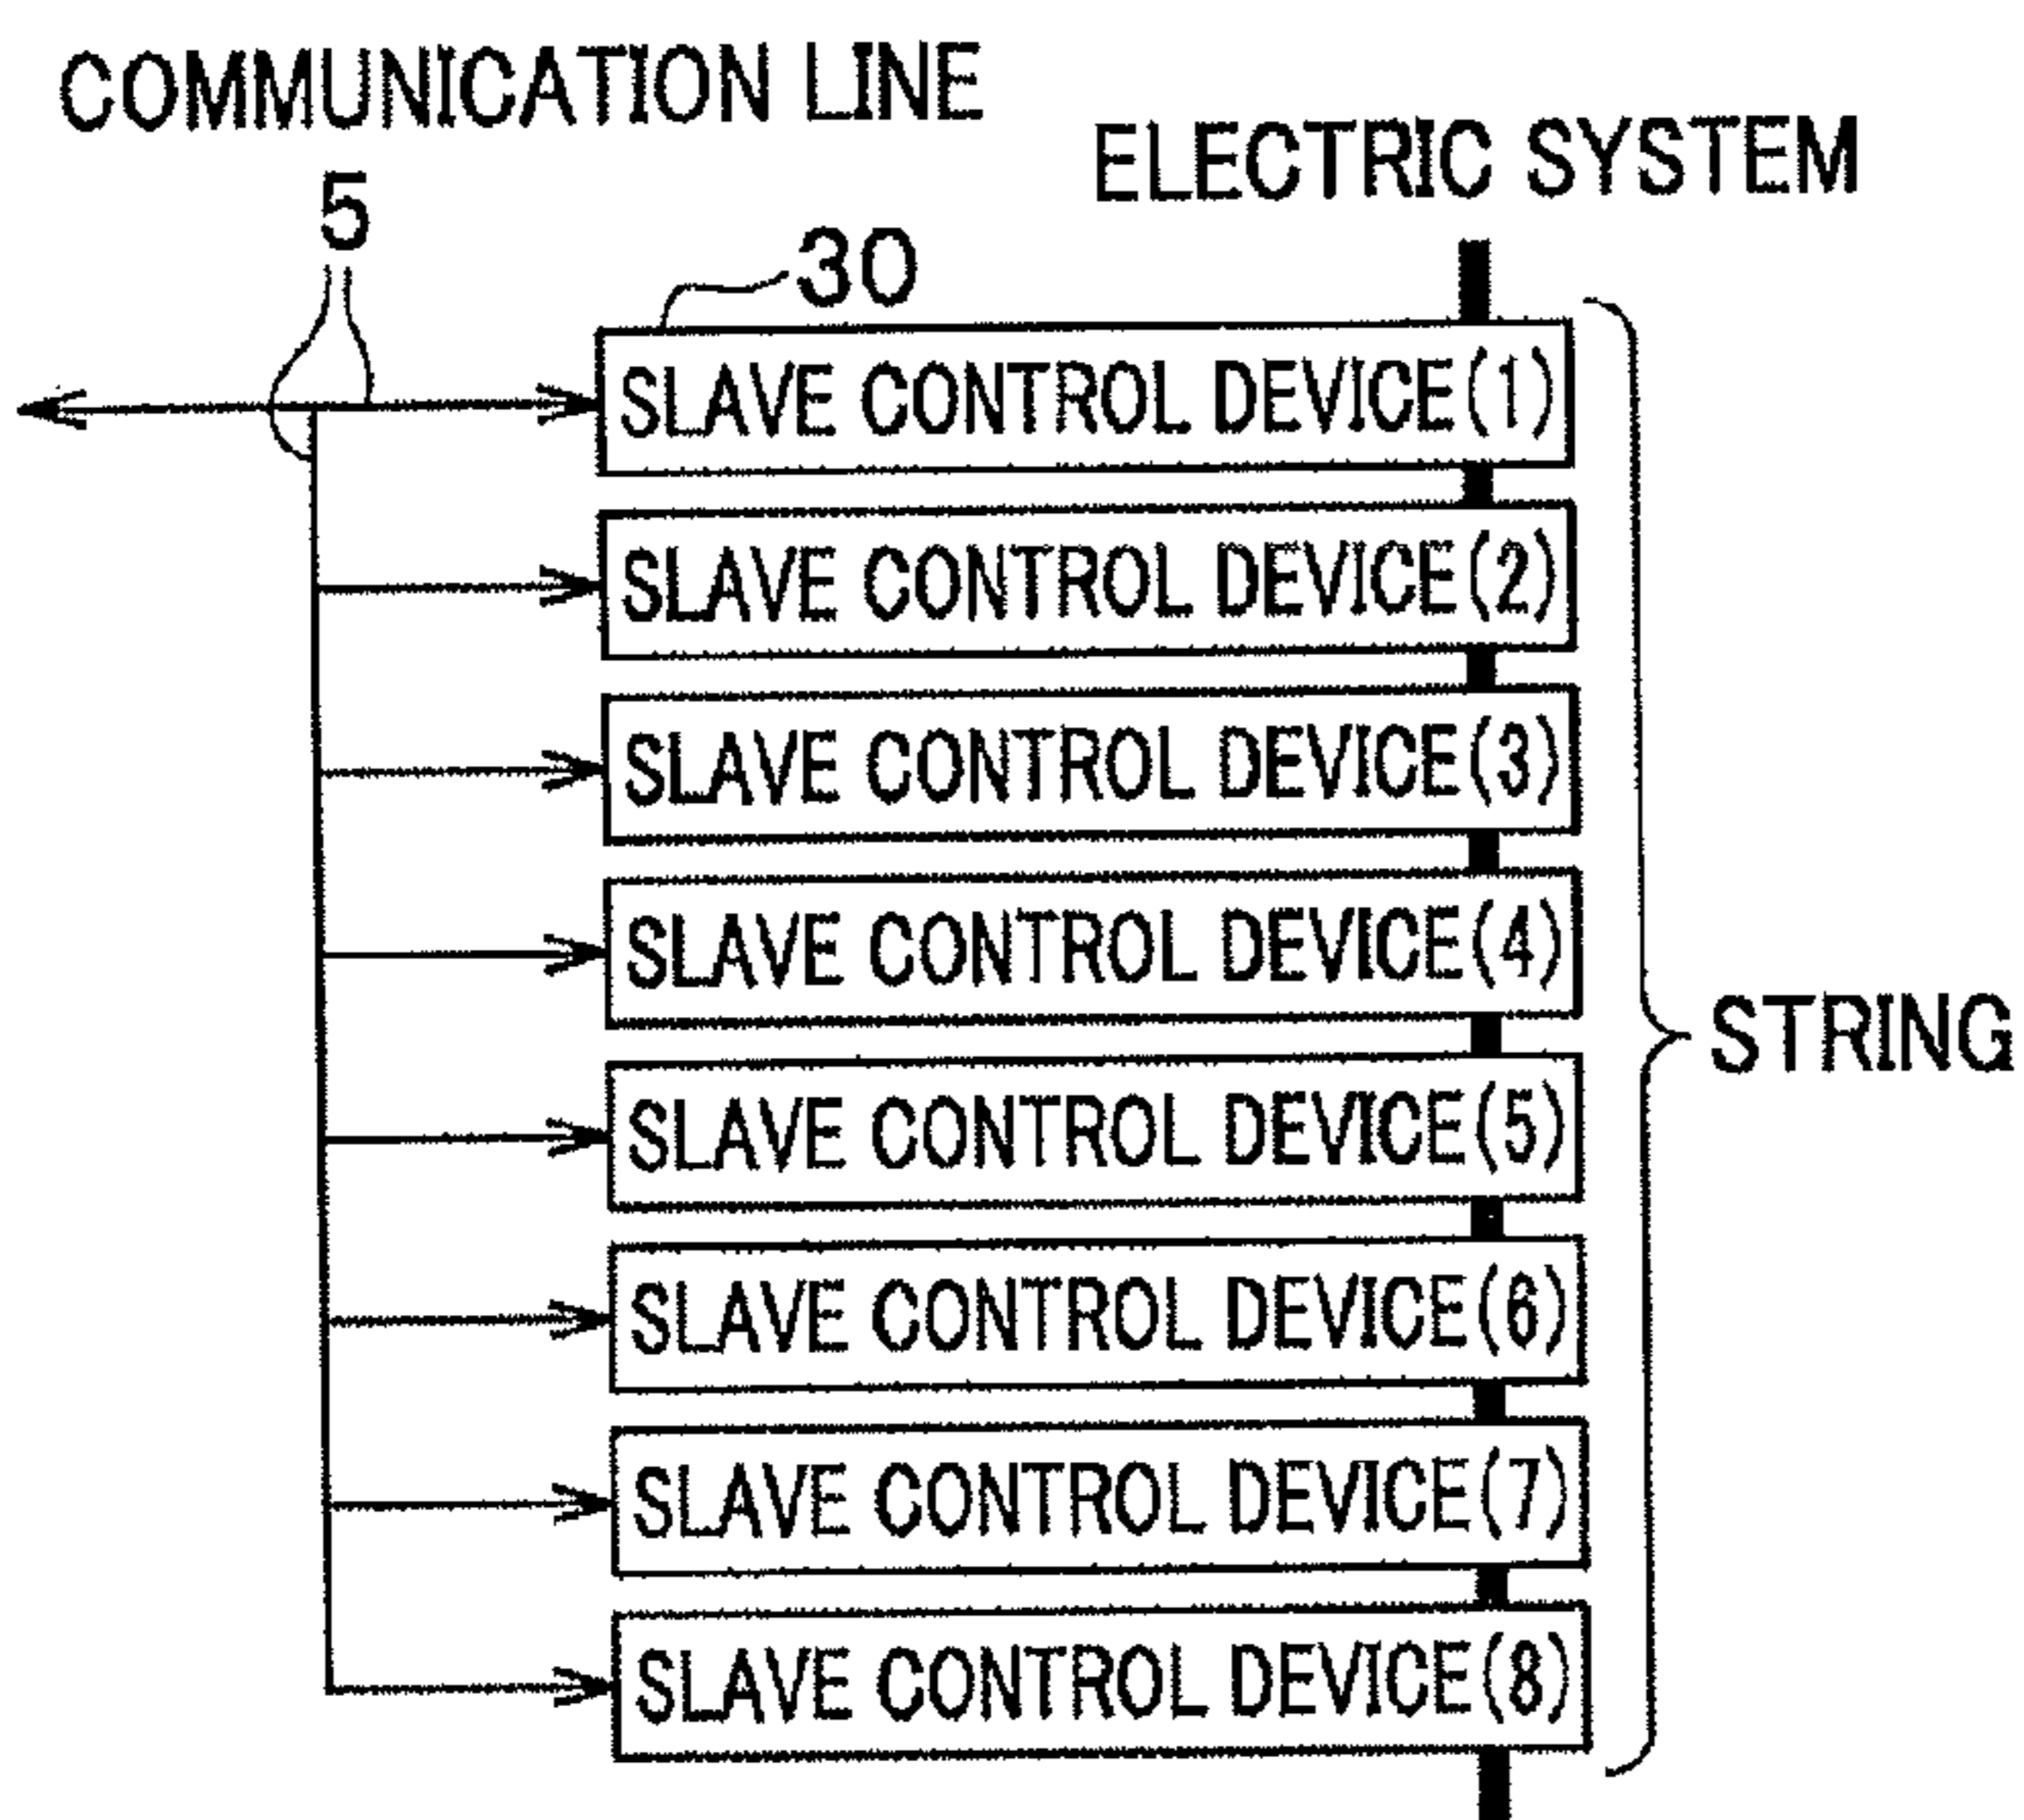 COMMUNICATION LINE
ELECTRIC SYSTEM
5
30
SLAVE CONTROL DEVICE(1)
SLAVE CONTROL DEVICE(2)
SLAVE CONTROL DEVICE(3)
SLAVE CONTROL DEVICE(4)
STRING
SLAVE CONTROL DEVICE(5)
SLAVE CONTROL DEVICE(6)
SLAVE CONTROL DEVICE(7)
SLAVE CONTROL DEVICE(8)